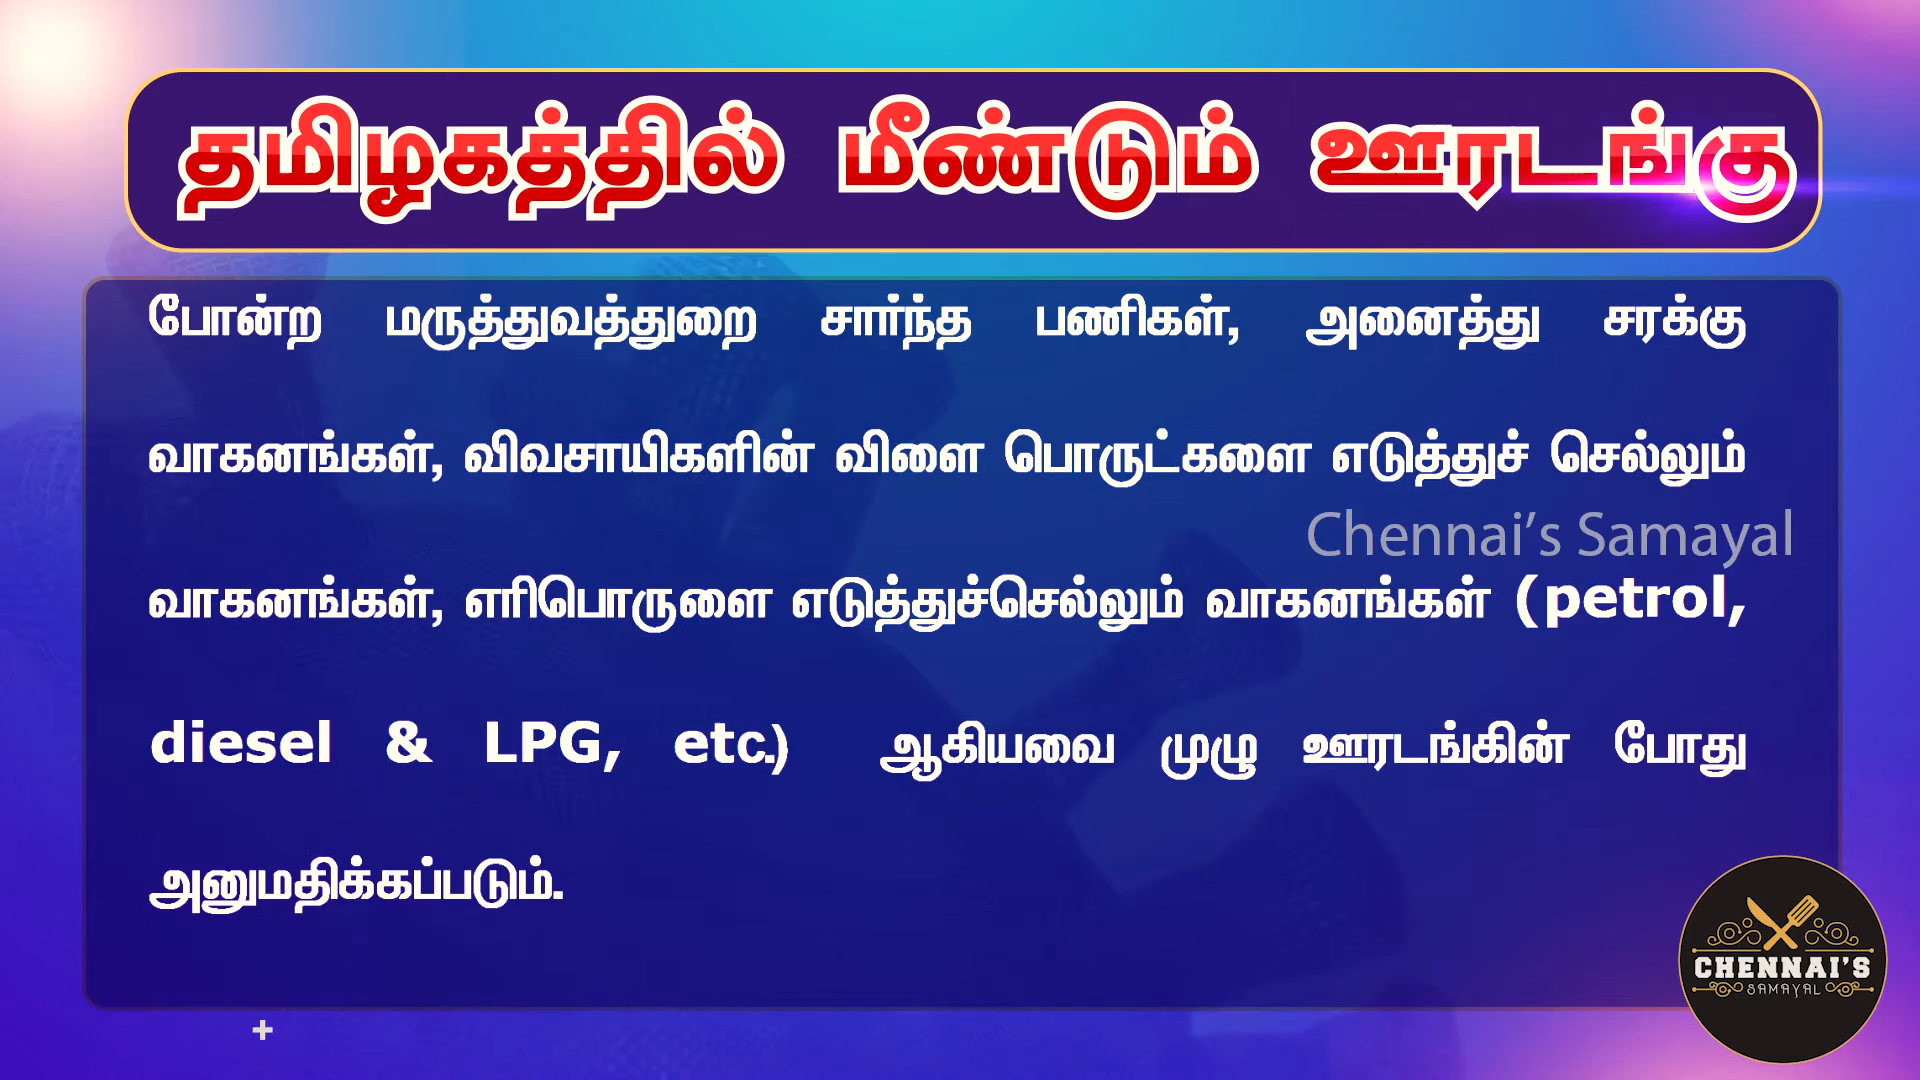 தமிழகத்தில் மீண்டும் ஊரடங்கு
போன்ற மருத்துவத்துறை சார்ந்த பணிகள், அனைத்து சரக்கு
வாகனங்கள், விவசாயிகளின் விளை பொருட்களை எடுத்துச் செல்லும்
Chennai’s Samayal
வாகனங்கள், எரிபொருளை எடுத்துச்செல்லும் வாகனங்கள் (petrol,
diesel & LPG, etc.) ஆகியவை முழு ஊரடங்கின் போது
அனுமதிக்கப்படும்.
CHENNAI'S
SAMAYAL